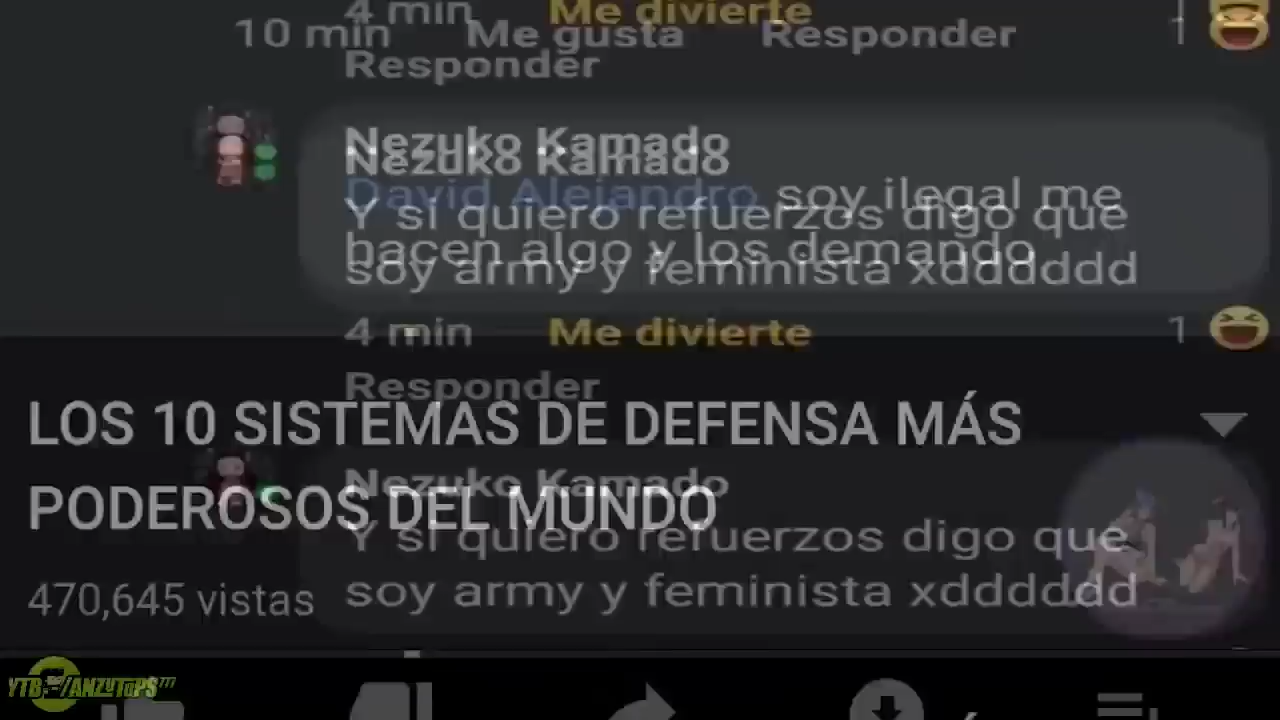 4 min Me divierte
10 min Me gusta Responder 1
Responder
Nezuko Kamado
Nezuko Kamado
David Alejandro soy ilegal me
Y si quiero refuerzos digo que
hacen algo y los demando
soy army y feminista xdddddd
4 min Me divierte 1
Responder
LOS 10 SISTEMAS DE DEFENSA MÁS
Nezuko Kamado
PODEROSOS DEL MUNDO
Y si quiero refuerzos digo que
soy army y feminista xdddddd
470,645 vistas